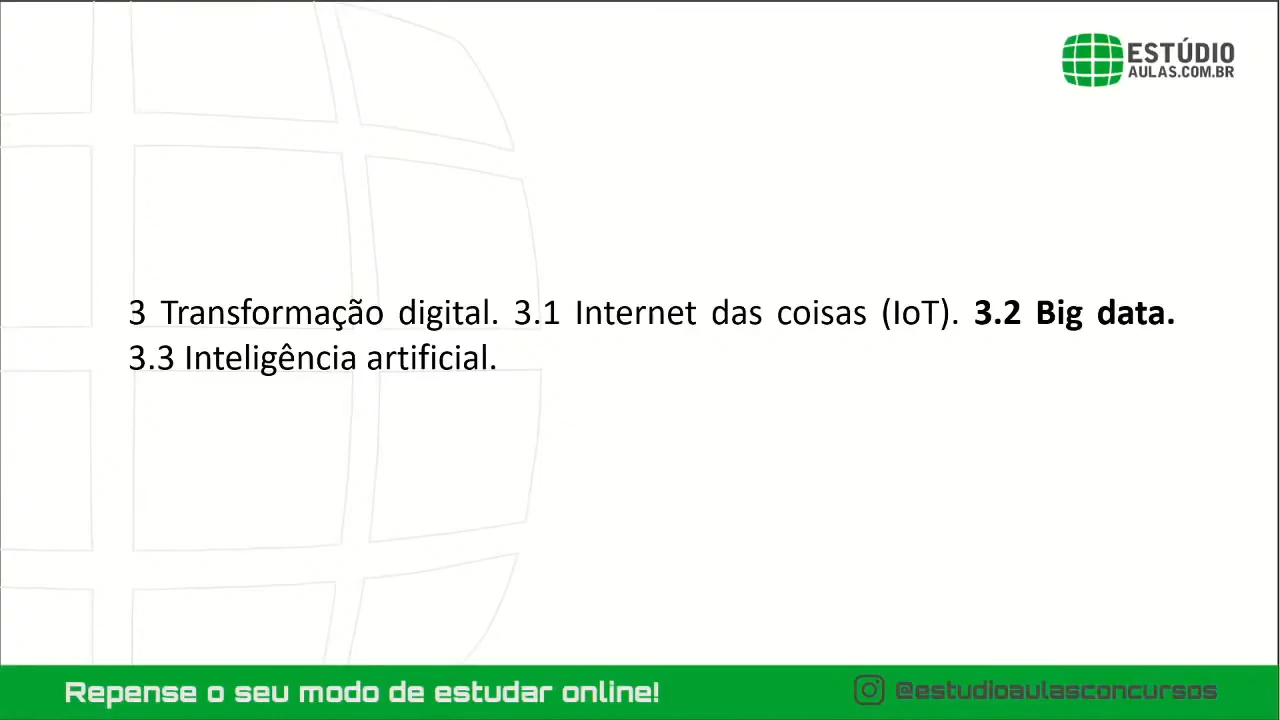 ESTÚDIO
AULAS.COM.BR
3 Transformação digital. 3.1 Internet das coisas (IoT). 3.2 Big data.
3.3 Inteligência artificial.
Repense o seu modo de estudar online!
@estudioaulasconcursos